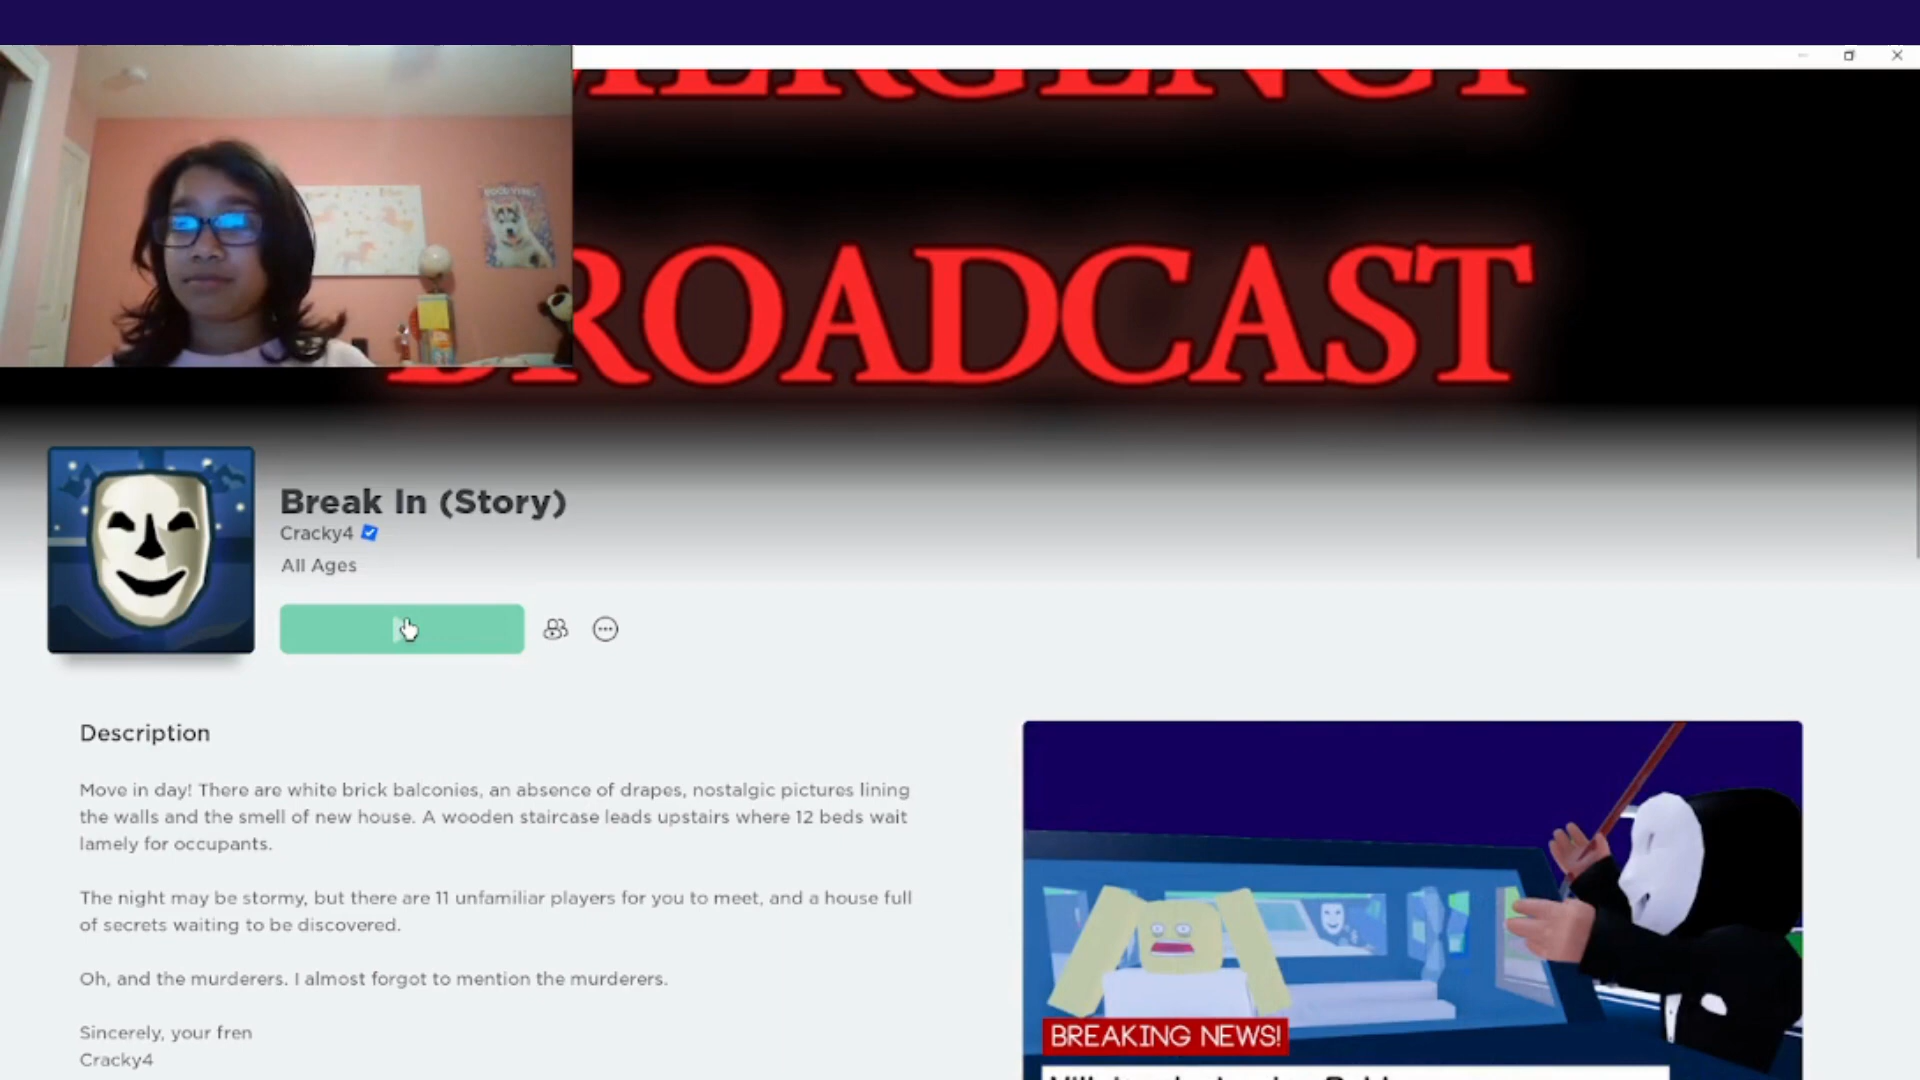 EMERGENCY
BROADCAST
GOOD VIBES
Break In (Story)
Cracky4
All Ages
Description
Move in day! There are white brick balconies, an absence of drapes, nostalgic pictures lining
the walls and the smell of new house. A wooden staircase leads upstairs where 12 beds wait
lamely for occupants.
The night may be stormy, but there are 11 unfamiliar players for you to meet, and a house full
of secrets waiting to be discovered.
Oh, and the murderers. I almost forgot to mention the murderers.
Sincerely, your fren
Cracky4
BREAKING NEWS!